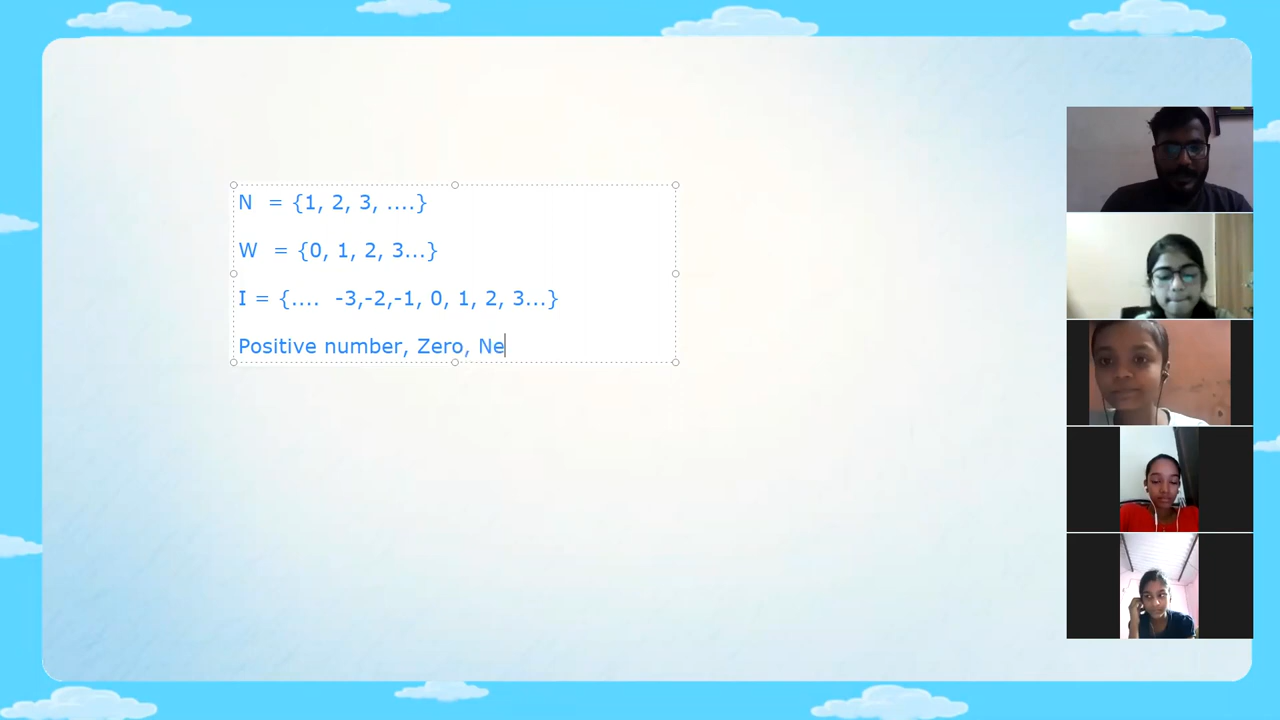 N = {1, 2, 3, ....}
W = {0, 1, 2, 3...}
I = {.... -3,-2,-1, 0, 1, 2, 3...}
Positive number, Zero, Ne